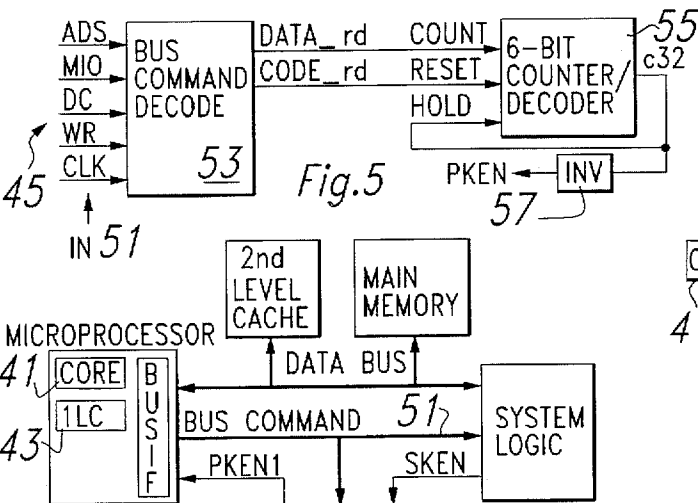 ADS
MIO
DC
WR
CLK
45
IN 51
BUS
COMMAND
DECODE
53
DATA_rd
CODE_rd
COUNT
RESET
HOLD
6-BIT
COUNTER/
DECODER
55
c32
PKEN
INV
57
Fig.5
2nd
LEVEL
CACHE
MAIN
MEMORY
4
MICROPROCESSOR
41
CORE
43
1LC
BUSIF
DATA BUS
BUS COMMAND
51
SYSTEM
LOGIC
PKEN1
SKEN